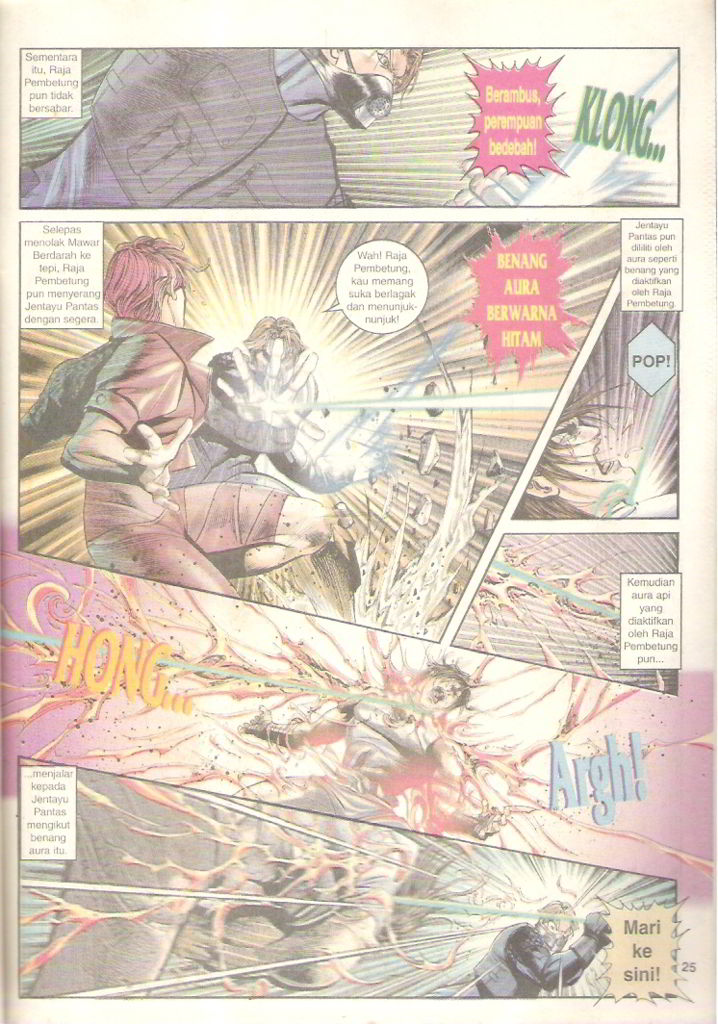 Sementara
itu, Raja
Pembetung
pun tidak
bersabar.
Berambus,
perempuan
bedebah!
KLONG...
Selepas
menolak Mawar
Berdarah ke
tepi, Raja
Pembetung
pun menyerang
Jentayu Pantas
dengan segera.
Wah! Raja
Pembetung,
kau memang
suka berlagak
dan menunjuk-
nunjuk!
BENANG
AURA
BERWARNA
HITAM
Jentayu
Pantas pun
dililiti oleh
aura seperti
benang yang
diaktifkan
oleh Raja
Pembetung.
POP!
Kemudian
aura api
yang
diaktifkan
oleh Raja
Pembetung
pun...
HONG...
Argh!
...menjalar
kepada
Jentayu
Pantas
mengikut
benang
aura itu.
Mari
ke
sini!
25